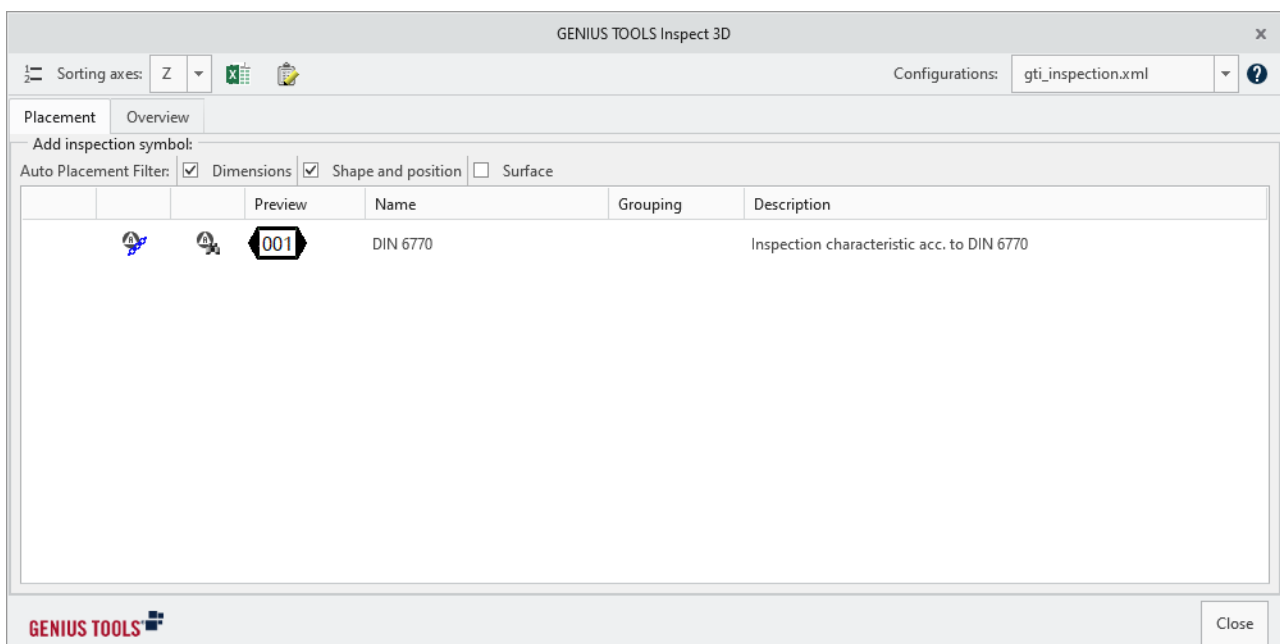 GENIUS TOOLS Inspect 3D
Sorting axes: Z Configurations: gti_inspection.xml
Placement Overview
Add inspection symbol:
Auto Placement Filter: Dimensions Shape and position Surface
Preview Name Grouping Description
001 DIN 6770 Inspection characteristic acc. to DIN 6770
GENIUS TOOLS Close